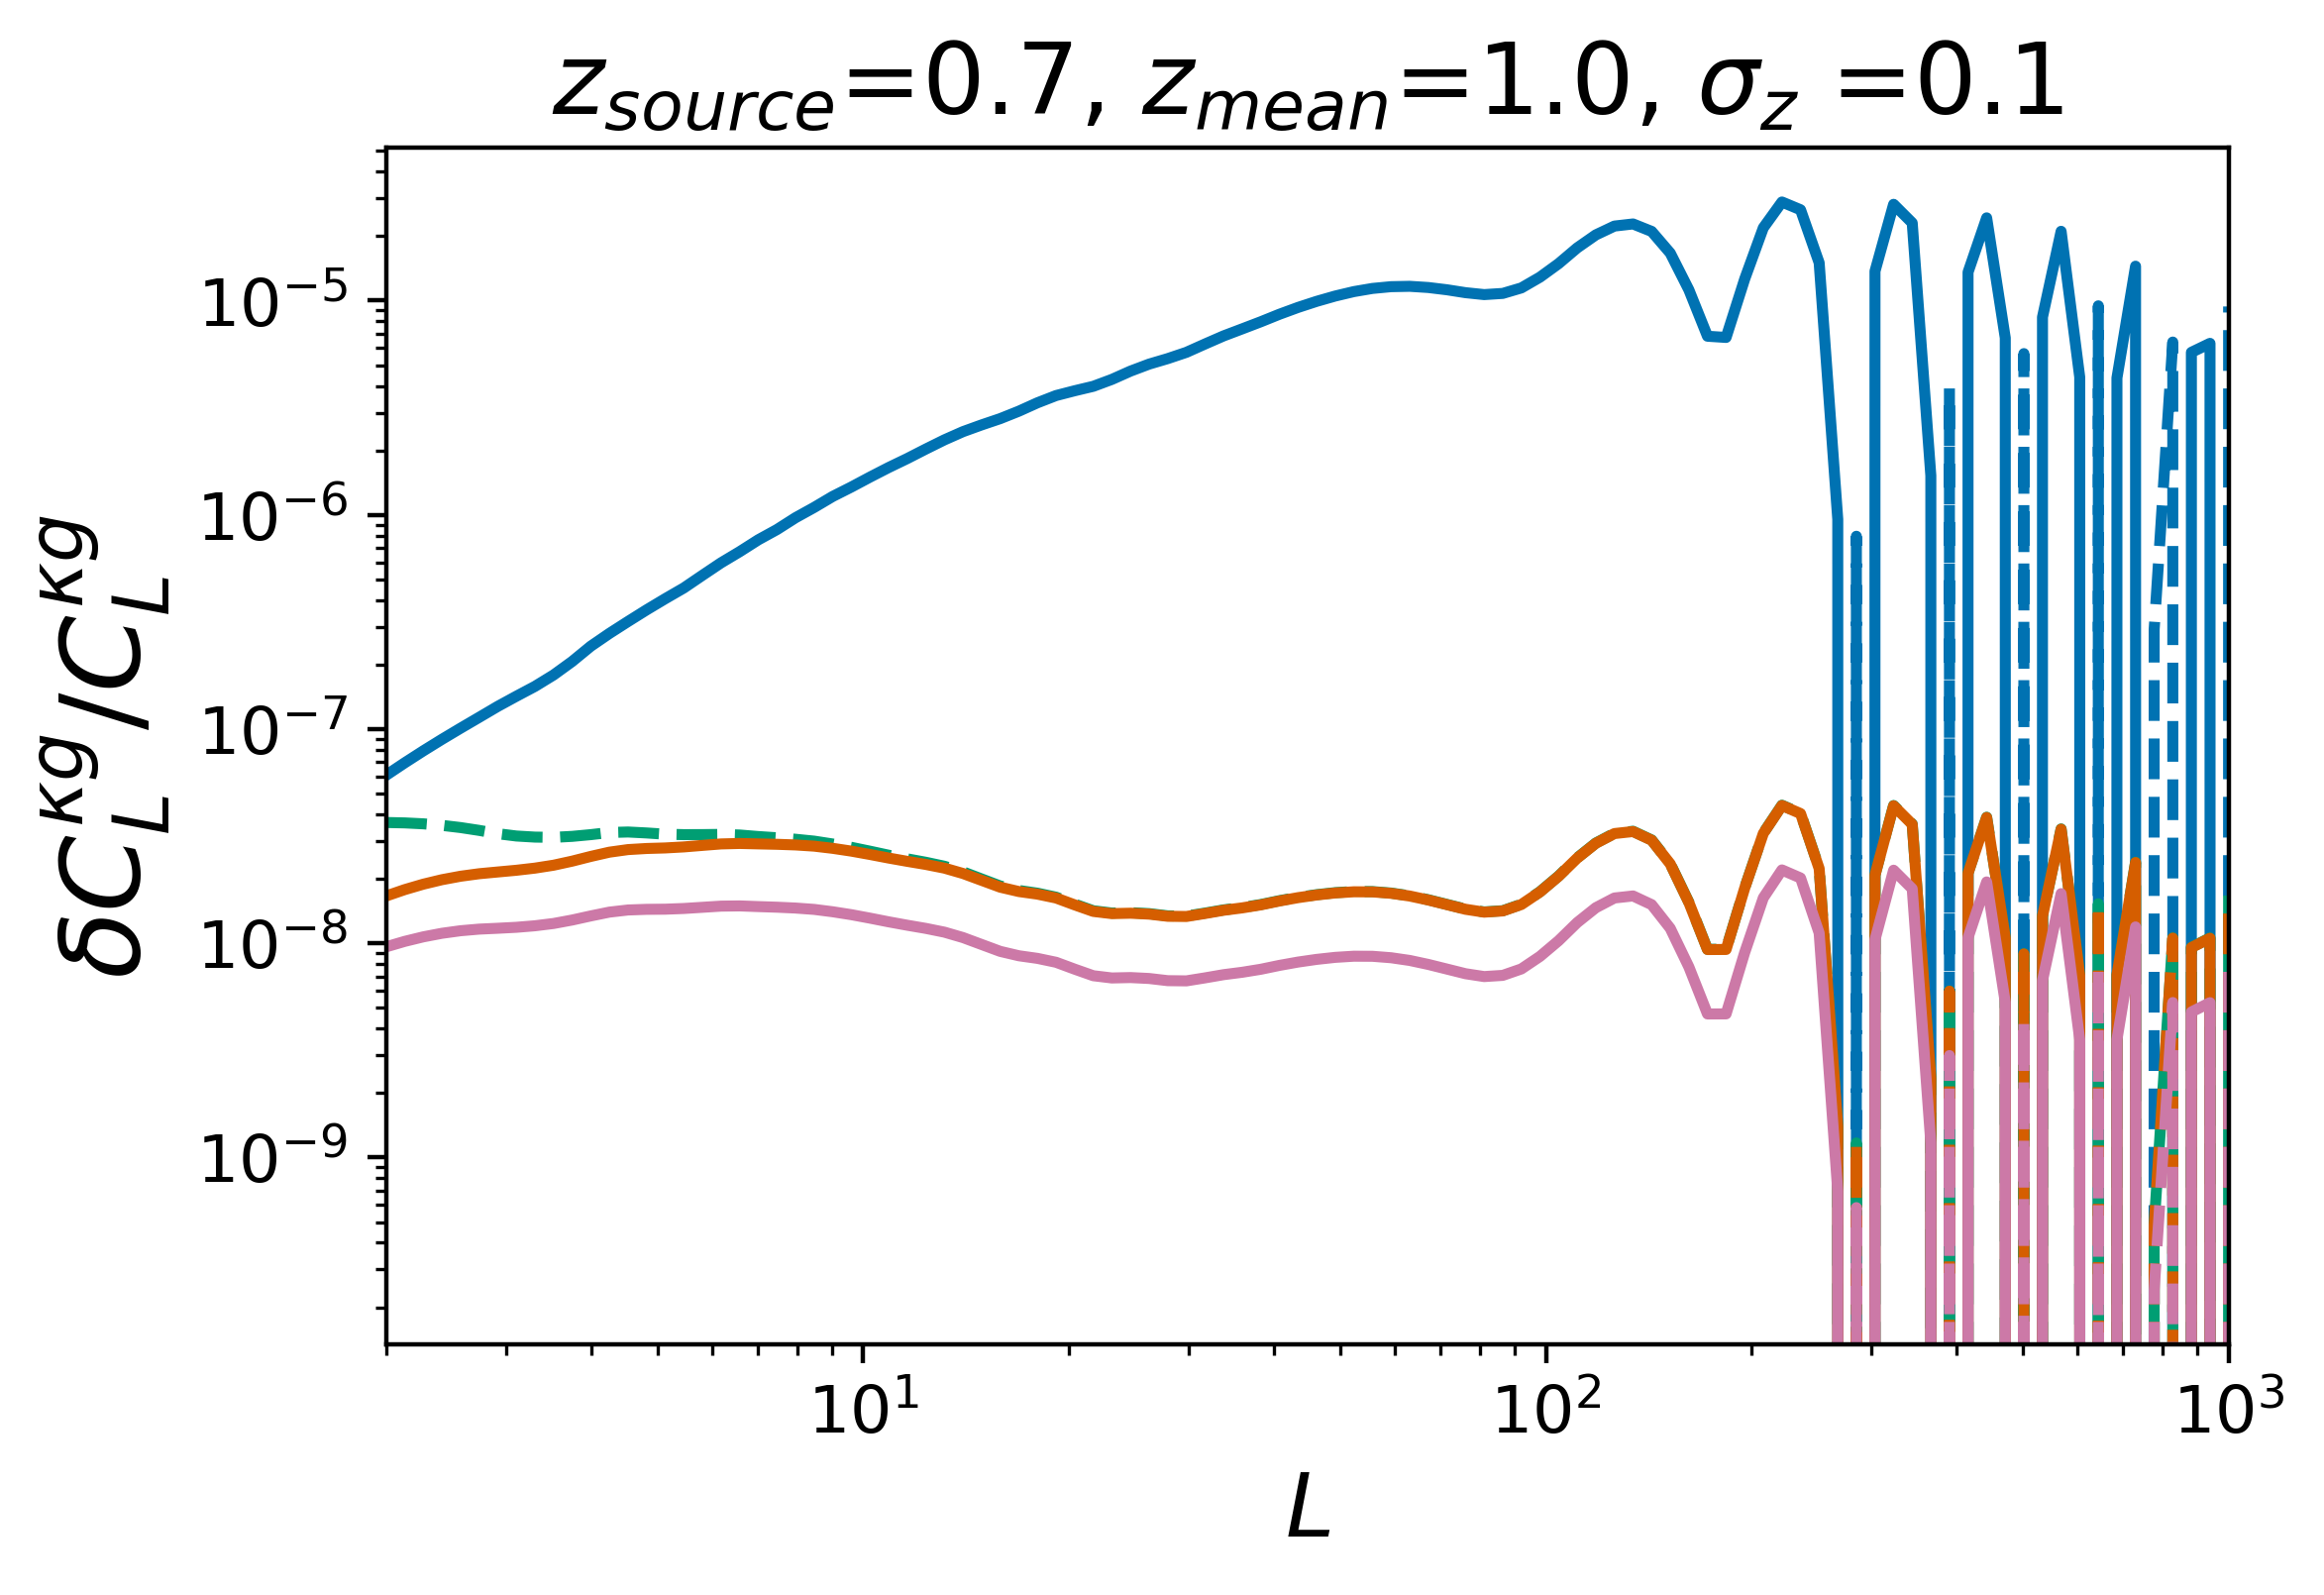 z_source=0.7, z_mean=1.0, σ_z =0.1
δC_L^{κg}/C_L^{κg}
10^{-5}
10^{-6}
10^{-7}
10^{-8}
10^{-9}
10^1 10^2 10^3
L